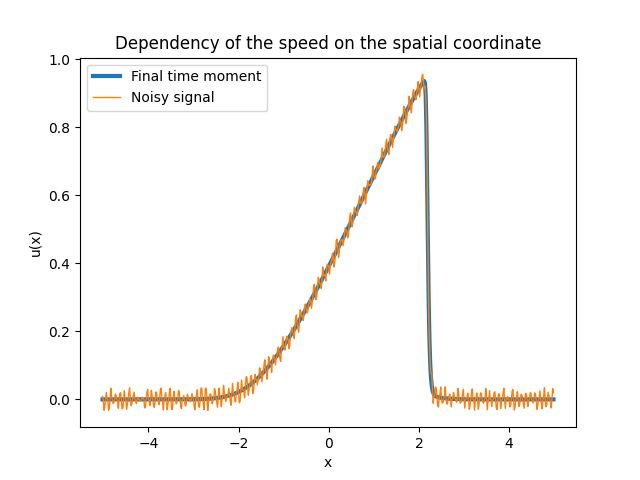 Dependency of the speed on the spatial coordinate
Final time moment
Noisy signal
1.0
0.8
0.6
0.4
0.2
0.0
u(x)
−4
−2
0
2
4
x